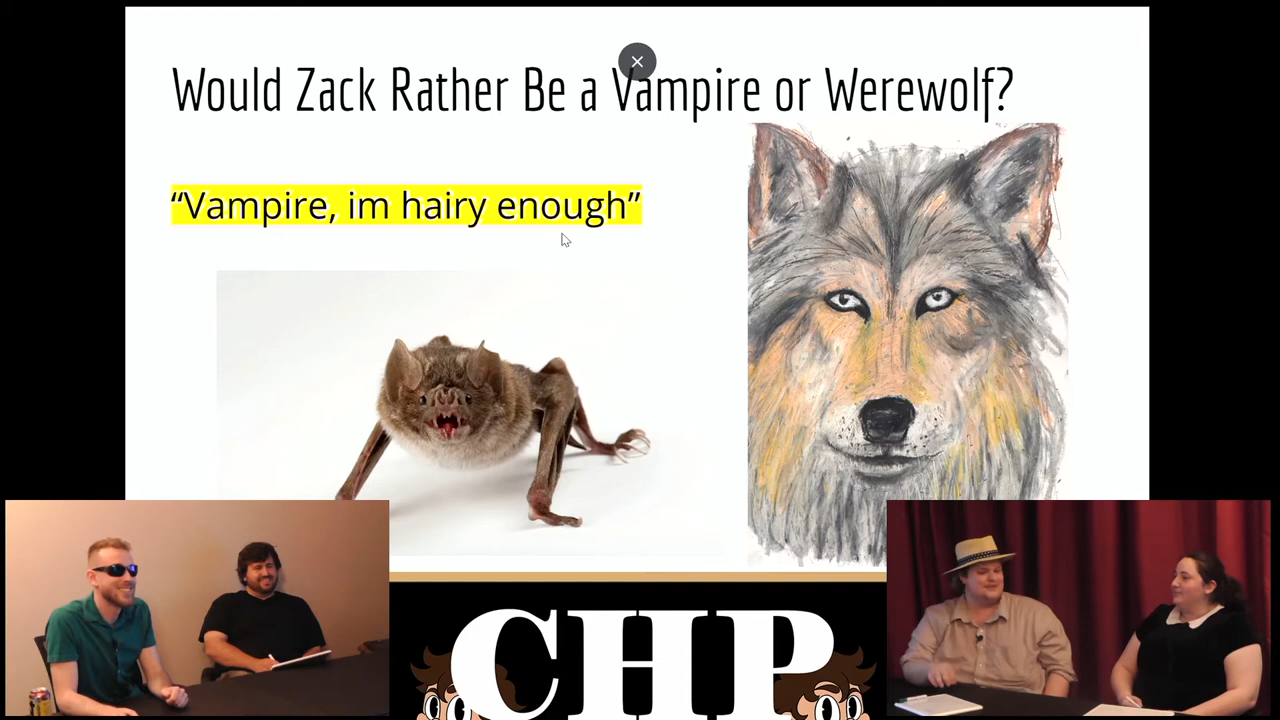 Would Zack Rather Be a Vampire or Werewolf?
“Vampire, im hairy enough”
CHP